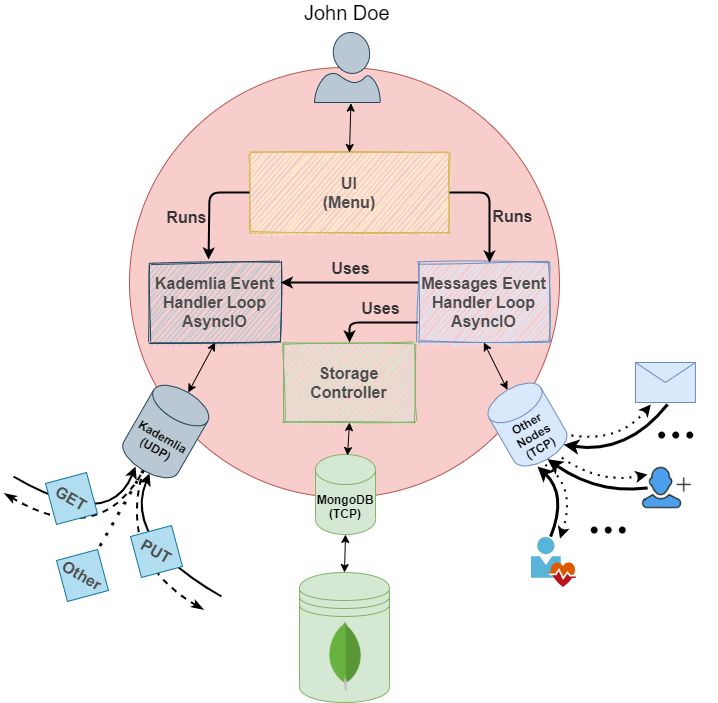 John Doe
UI
(Menu)
Runs
Runs
Uses
Kademlia Event
Handler Loop
AsyncIO
Messages Event
Handler Loop
AsyncIO
Uses
Storage
Controller
Kademlia
(UDP)
Other
Nodes
(TCP)
MongoDB
(TCP)
GET
PUT
Other